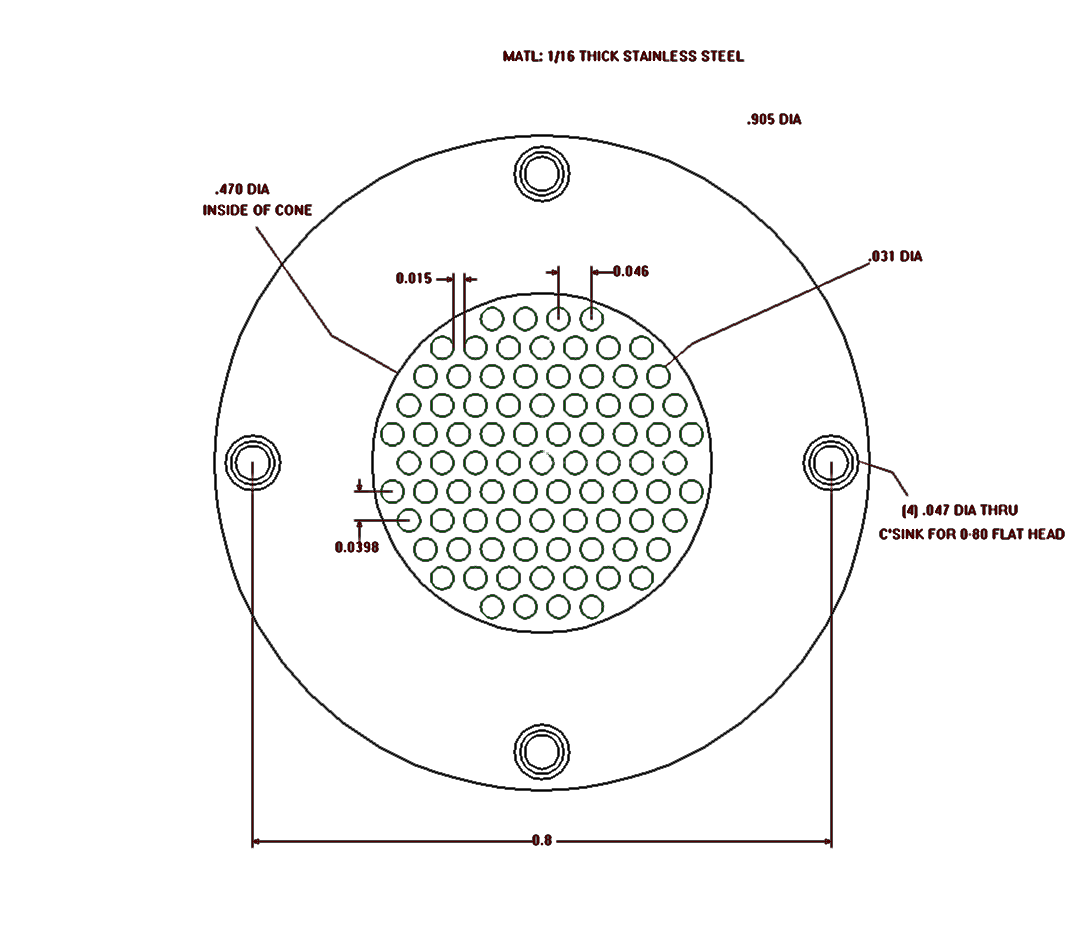 MATL: 1/16 THICK STAINLESS STEEL
.905 DIA
.470 DIA
INSIDE OF CONE
.031 DIA
0.015
0.046
(4) .047 DIA THRU
C'SINK FOR 0-80 FLAT HEAD
0.0398
0.8